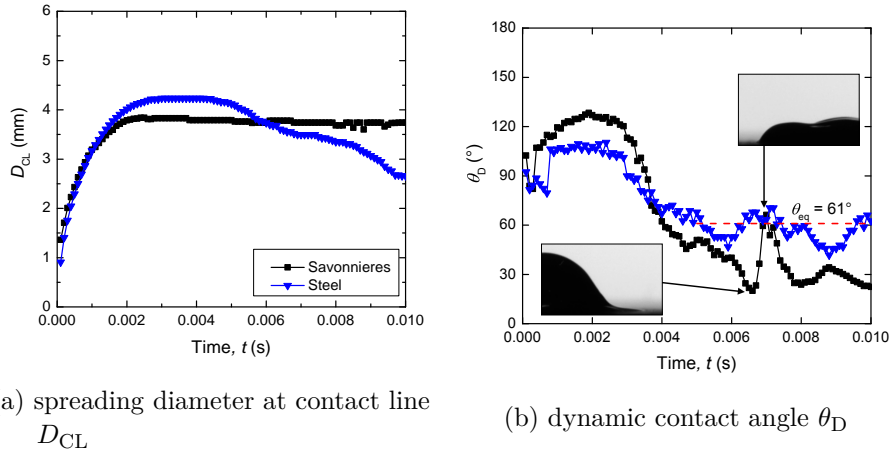 6
5
4
3
2
1
0
D_CL (mm)
Savonnieres
Steel
0.000 0.002 0.004 0.006 0.008 0.010
Time, t (s)
180
150
120
90
60
30
0
θ_D (°)
θ_eq = 61°
0.000 0.002 0.004 0.006 0.008 0.010
Time, t (s)
a) spreading diameter at contact line
D_CL
(b) dynamic contact angle θ_D